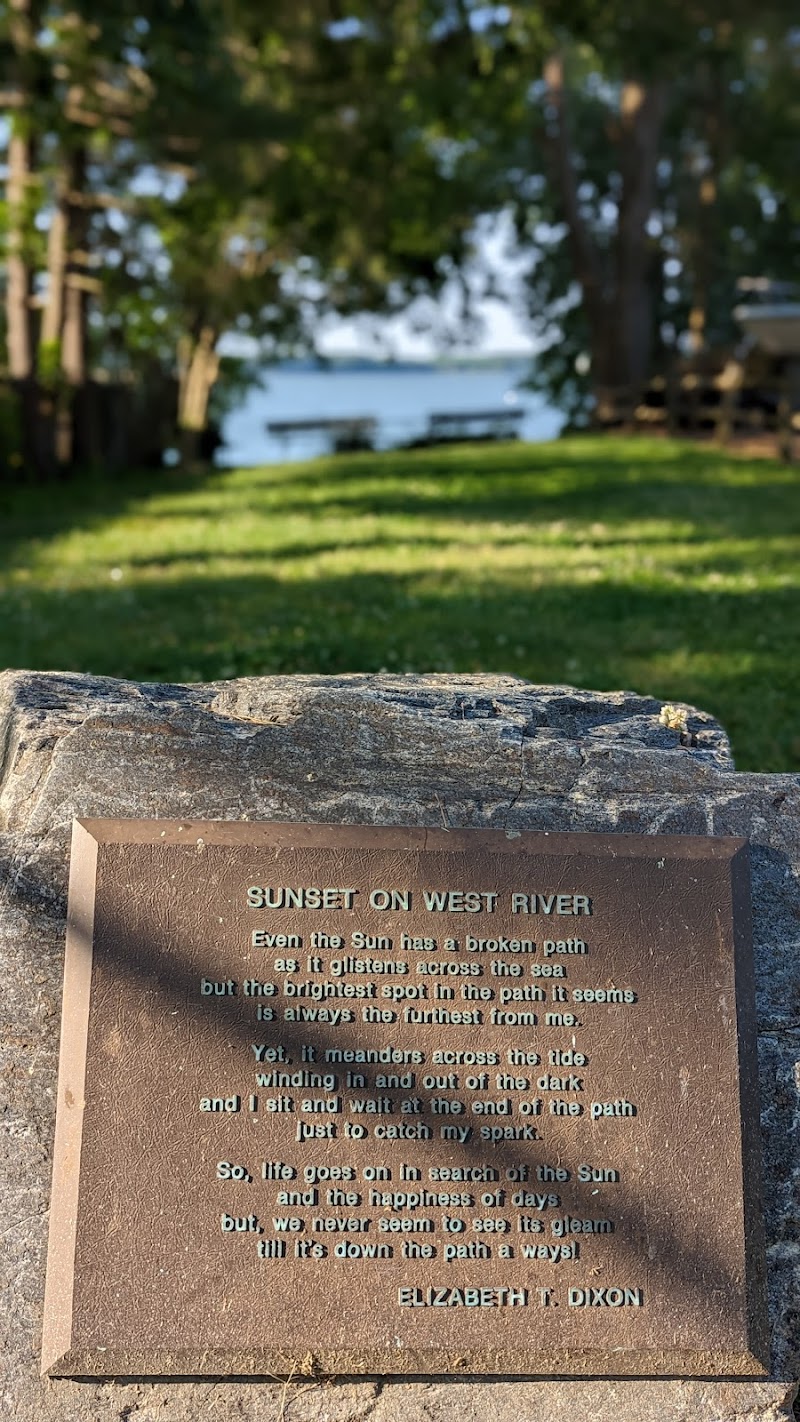 SUNSET ON WEST RIVER
Even the Sun has a broken path
as it glistens across the sea
but the brightest spot in the path it seems
is always the furthest from me.
Yet, it meanders across the tide
winding in and out of the dark
and I sit and wait at the end of the path
just to catch my spark.
So, life goes on in search of the Sun
and the happiness of days
but, we never seem to see its gleam
till it's down the path a ways!
ELIZABETH T. DIXON